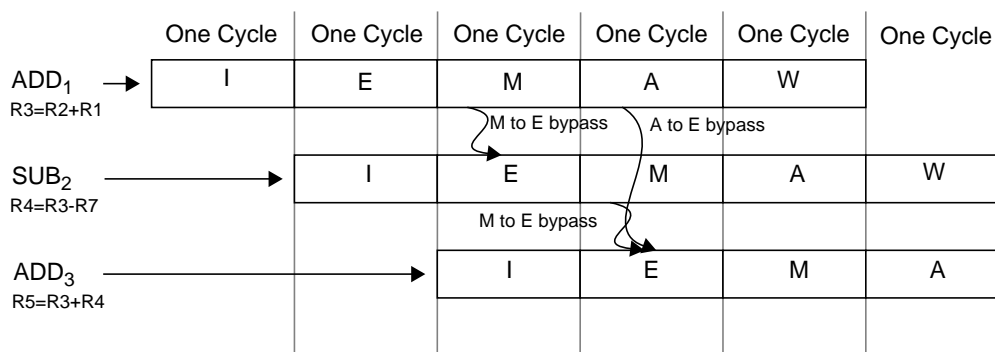 One Cycle One Cycle One Cycle One Cycle One Cycle One Cycle
ADD1 I E M A W
R3=R2+R1
M to E bypass A to E bypass
SUB2 I E M A W
R4=R3-R7
M to E bypass
ADD3 I E M A
R5=R3+R4